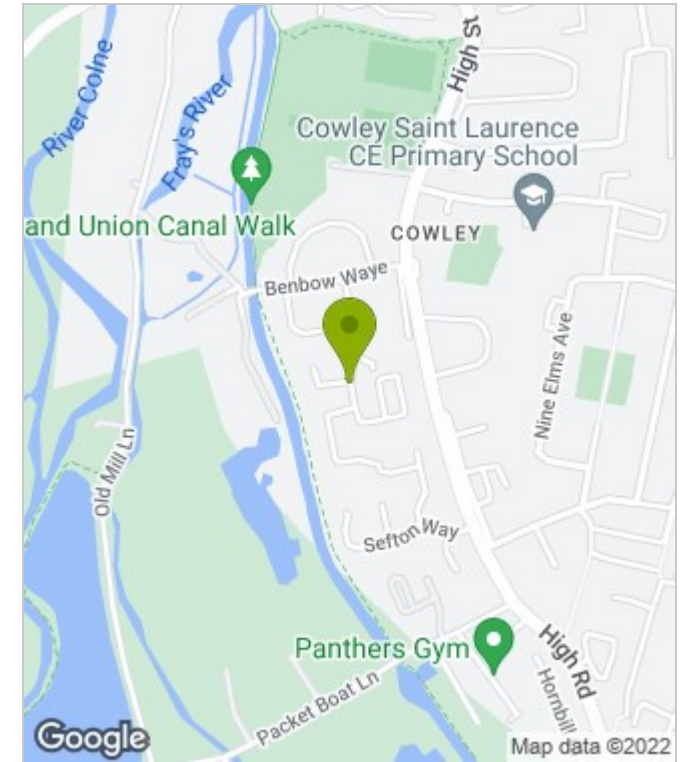 High St
River Colne
Fray's River
Cowley Saint Laurence
CE Primary School
and Union Canal Walk
COWLEY
Benbow Waye
Nine Elms Ave
Old Mill Ln
Sefton Way
Panthers Gym
High Rd
Hornbill
Packet Boat Ln
Google
Map data ©2022